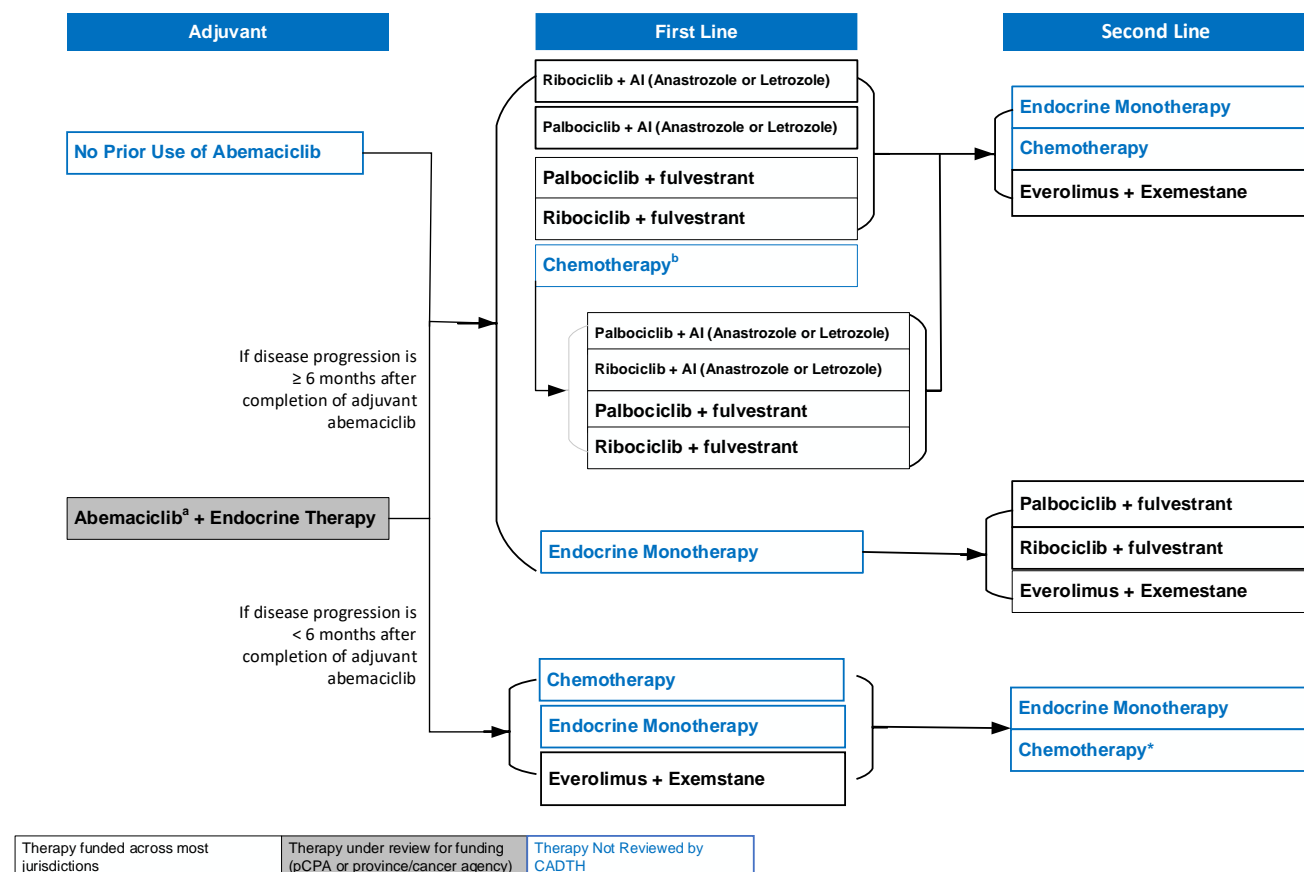 Adjuvant
First Line
Second Line
No Prior Use of Abemaciclib
If disease progression is
≥ 6 months after
completion of adjuvant
abemaciclib
Abemaciclibᵃ + Endocrine Therapy
If disease progression is
< 6 months after
completion of adjuvant
abemaciclib
Ribociclib + AI (Anastrozole or Letrozole)
Palbociclib + AI (Anastrozole or Letrozole)
Palbociclib + fulvestrant
Ribociclib + fulvestrant
Chemotherapyᵇ
Palbociclib + AI (Anastrozole or Letrozole)
Ribociclib + AI (Anastrozole or Letrozole)
Palbociclib + fulvestrant
Ribociclib + fulvestrant
Endocrine Monotherapy
Chemotherapy
Endocrine Monotherapy
Everolimus + Exemstane
Endocrine Monotherapy
Chemotherapy
Everolimus + Exemestane
Palbociclib + fulvestrant
Ribociclib + fulvestrant
Everolimus + Exemestane
Endocrine Monotherapy
Chemotherapy*
Therapy funded across most
jurisdictions
Therapy under review for funding
(pCPA or province/cancer agency)
Therapy Not Reviewed by
CADTH